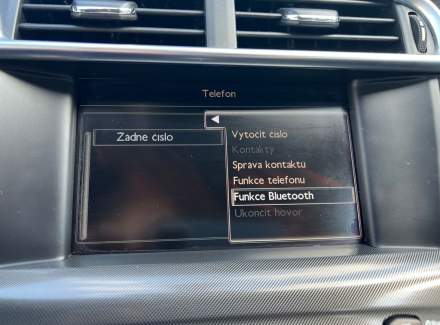 Telefon
Zadne cislo
Vytocit cislo
Kontakty
Sprava kontaktu
Funkce telefonu
Funkce Bluetooth
Ukoncit hovor